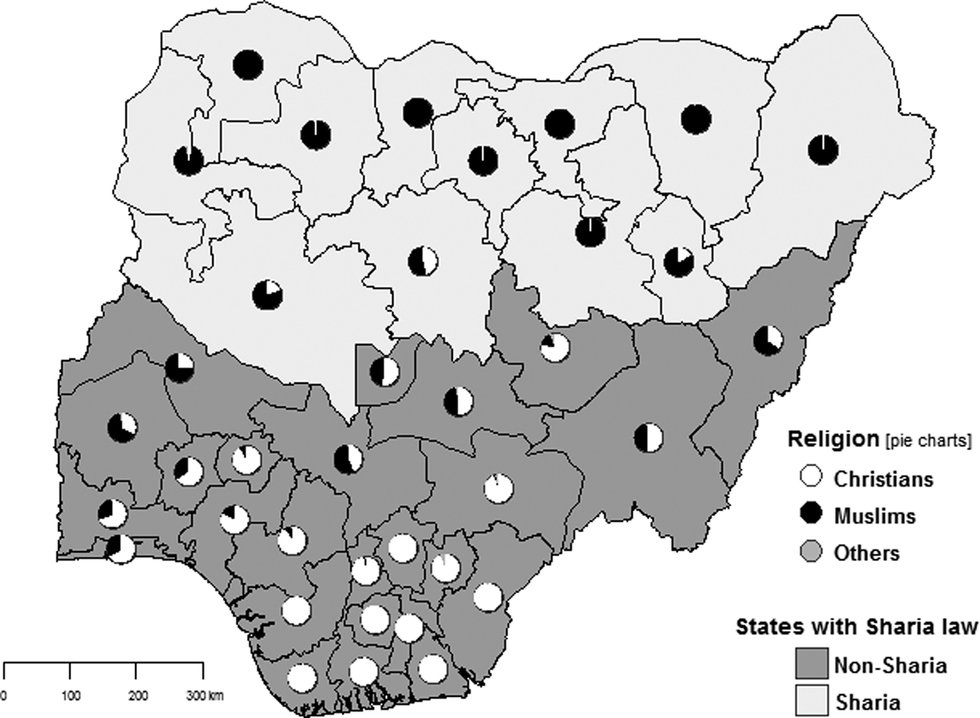 Religion [pie charts]
Christians
Muslims
Others
States with Sharia law
Non-Sharia
Sharia
0 100 200 300 km